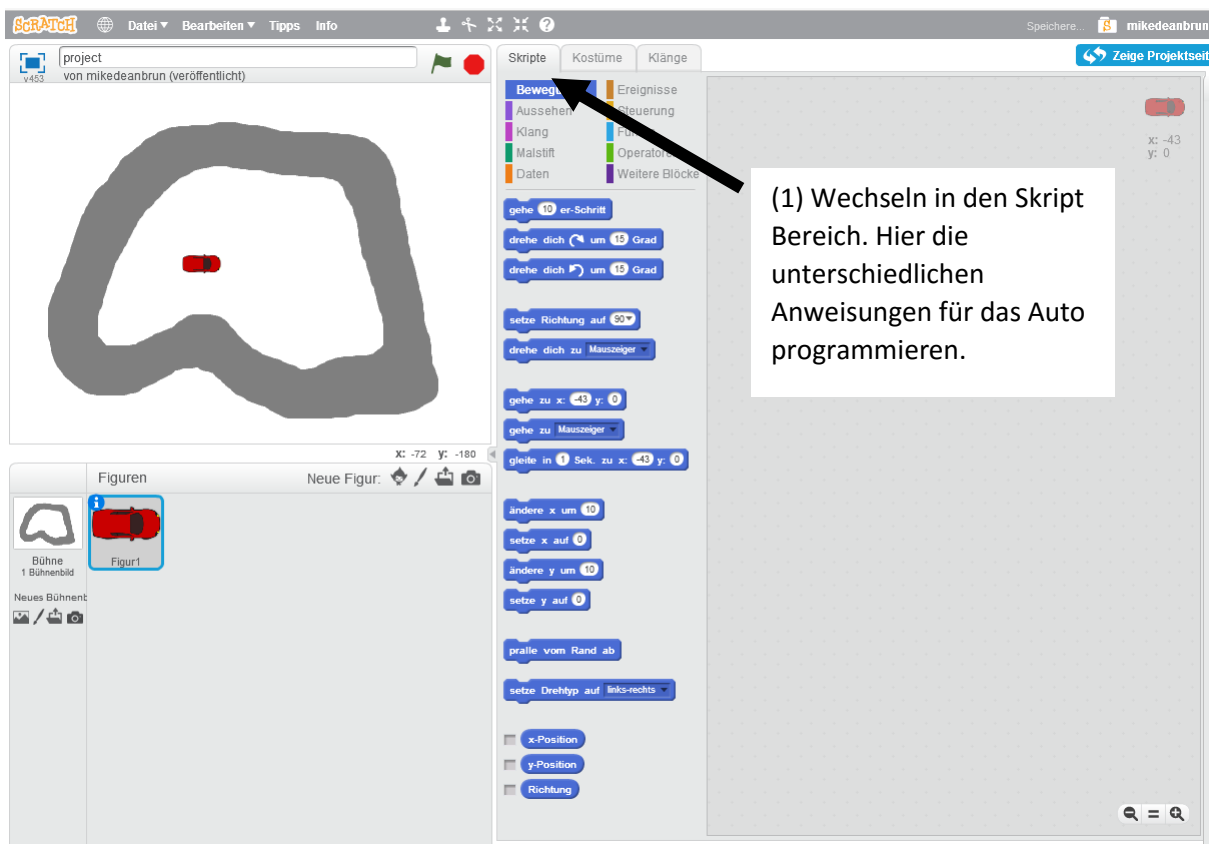 SCRATCH Datei Bearbeiten Tipps Info Speichere... mikedeanbrun
project
von mikedeanbrun (veröffentlicht)
v453
Skripte Kostüme Klänge
Zeige Projektseit
Ereignisse
Aussehen Steuerung
Klang
Malstift
Daten Weitere Blöcke
x: -43
y: 0
gehe 10 er-Schritt
drehe dich um 15 Grad
drehe dich um 15 Grad
setze Richtung auf 90
drehe dich zu Mauszeiger
gehe zu x: -43 y: 0
gehe zu Mauszeiger
gleite in 1 Sek. zu x: -43 y: 0
ändere x um 10
setze x auf 0
ändere y um 10
setze y auf 0
pralle vom Rand ab
setze Drehtyp auf links-rechts
x-Position
y-Position
Richtung
(1) Wechseln in den Skript
Bereich. Hier die
unterschiedlichen
Anweisungen für das Auto
programmieren.
x: -72 y: -180
Figuren Neue Figur:
Bühne
1 Bühnenbild
Figur1
Neues Bühnenb